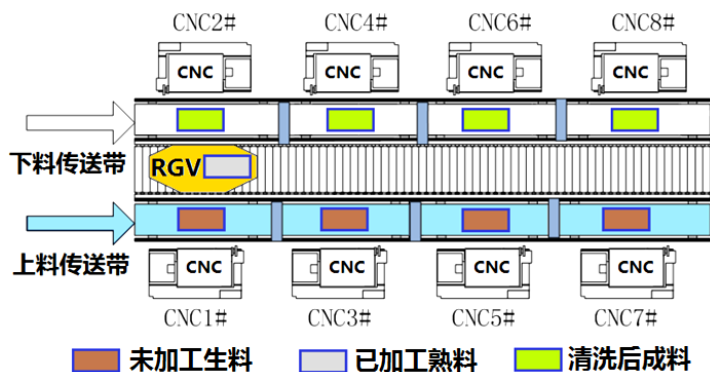 CNC2# CNC4# CNC6# CNC8#
CNC CNC CNC CNC
下料传送带
RGV
上料传送带
CNC CNC CNC CNC
CNC1# CNC3# CNC5# CNC7#
未加工生料 已加工熟料 清洗后成料